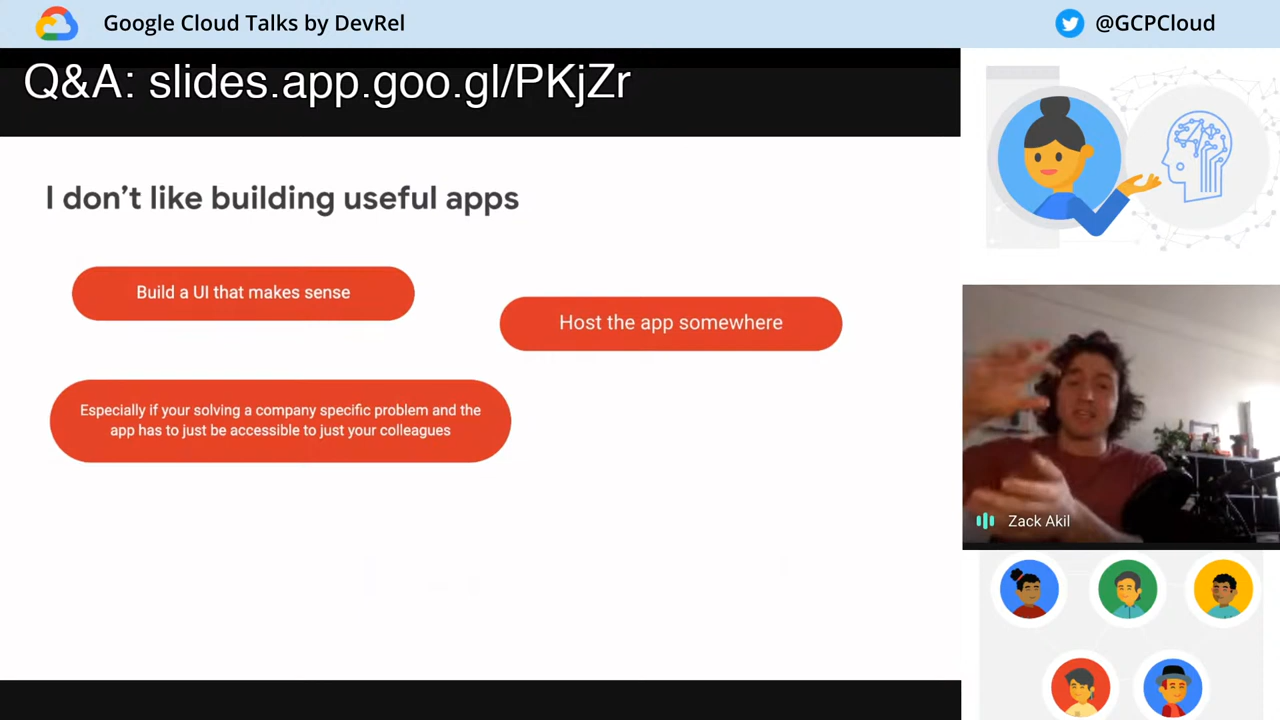 Google Cloud Talks by DevRel
@GCPCloud
Q&A: slides.app.goo.gl/PKjZr
I don't like building useful apps
Build a UI that makes sense
Host the app somewhere
Especially if your solving a company specific problem and the
app has to just be accessible to just your colleagues
Zack Akil